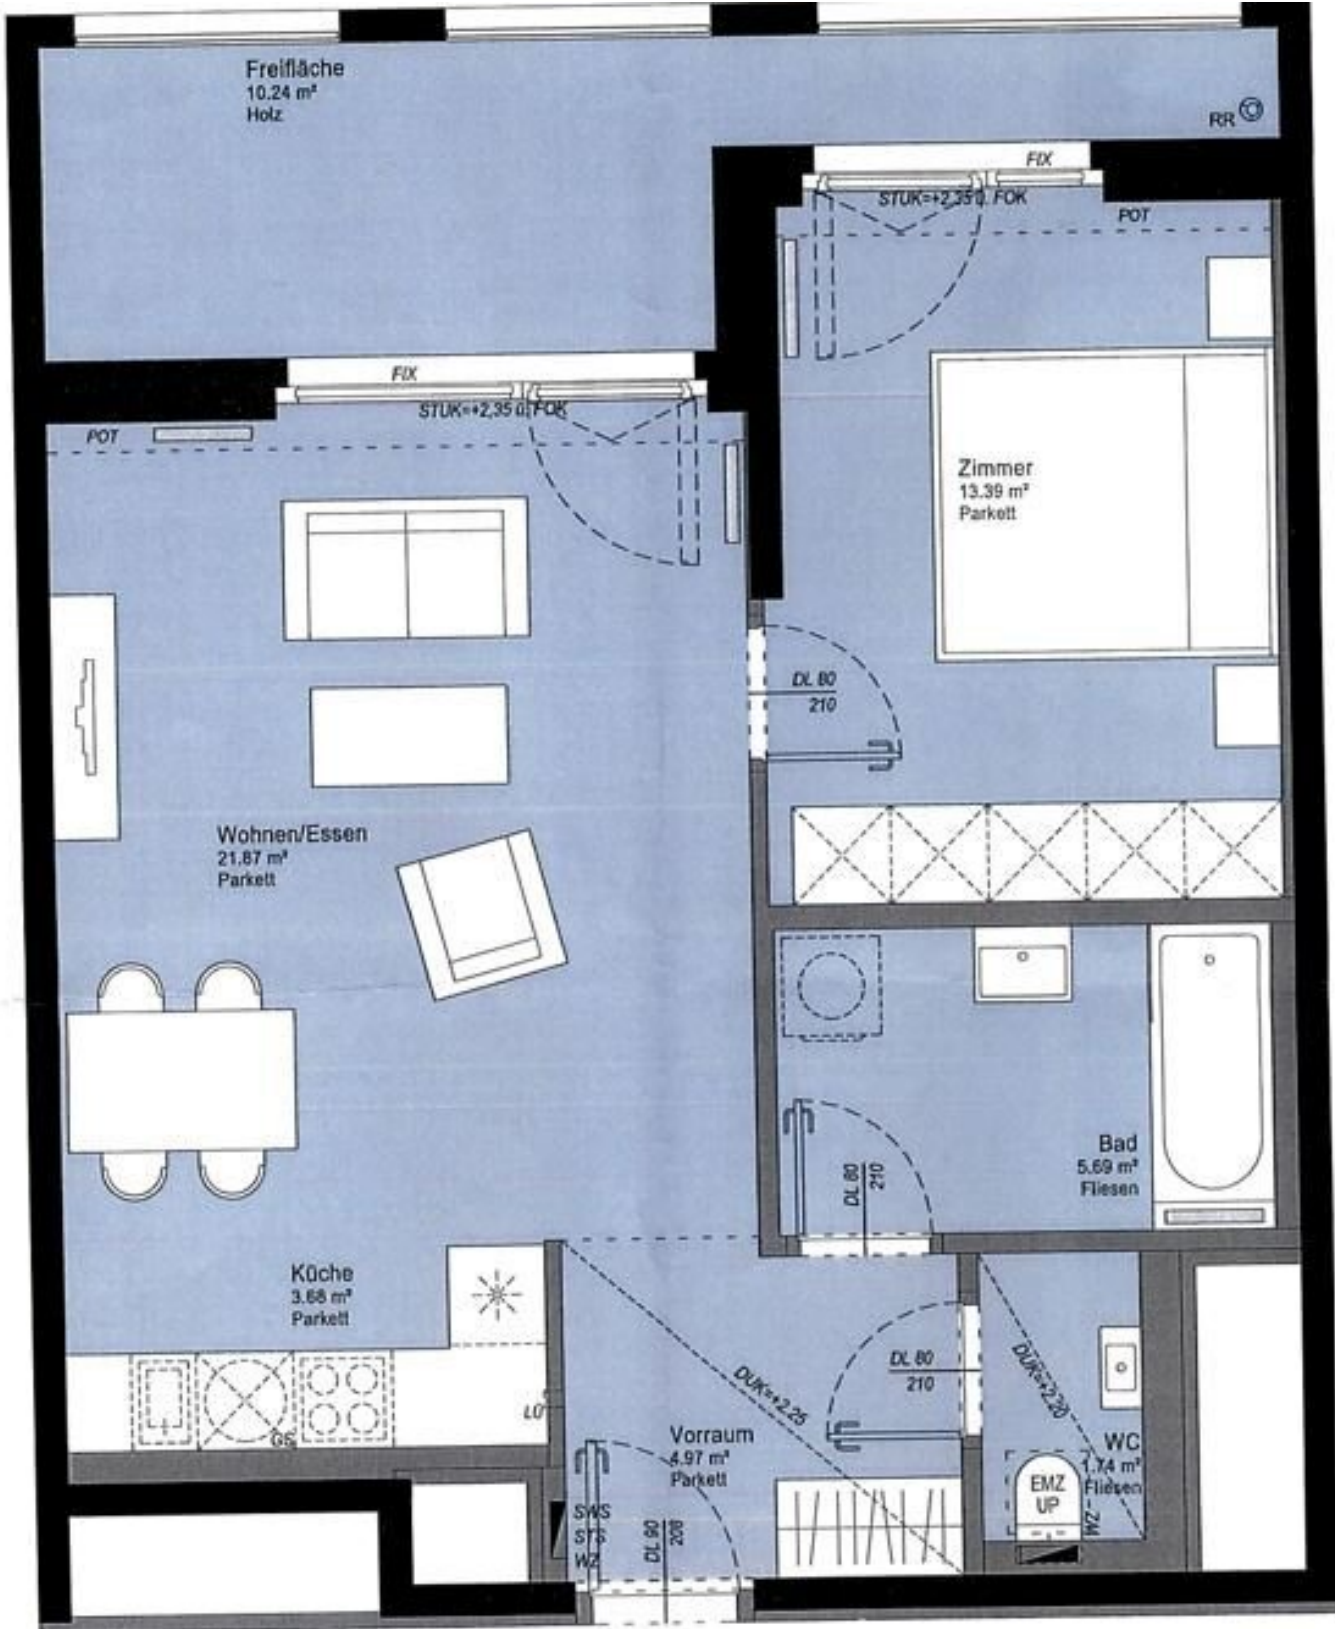 Freifläche
10.24 m²
Holz
RR
FIX
STUK=+2,35 ü. FOK
POT
FIX
STUK=+2,35 ü. FOK
POT
Zimmer
13.39 m²
Parkett
DL 80
210
Wohnen/Essen
21.87 m²
Parkett
Bad
5.69 m²
Fliesen
DL 80
210
Küche
3.68 m²
Parkett
DL 80
210
DUK=+2,25
DUK=+2,20
LÜ
GS
Vorraum
4.97 m²
Parkett
WC
1.74 m²
Fliesen
EMZ
UP
ZM
SWS
STS
WZ
DL 90
208